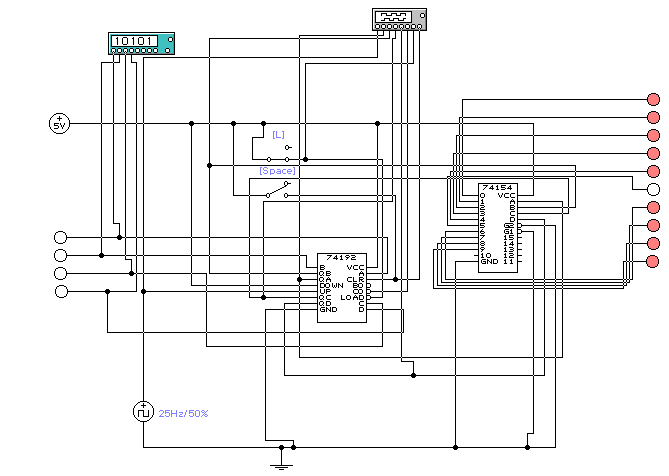 10101
+
5V
[L]
[Space]
74154
0 VCC
1 A
2 B
3 C
4 D
5 G2
6 G1
7 15
8 14
9 13
10 12
GND 11
74192
B VCC
QB A
QA CLR
DOWN BO
UP CO
QC LOAD
QD C
GND D
+
25Hz/50%